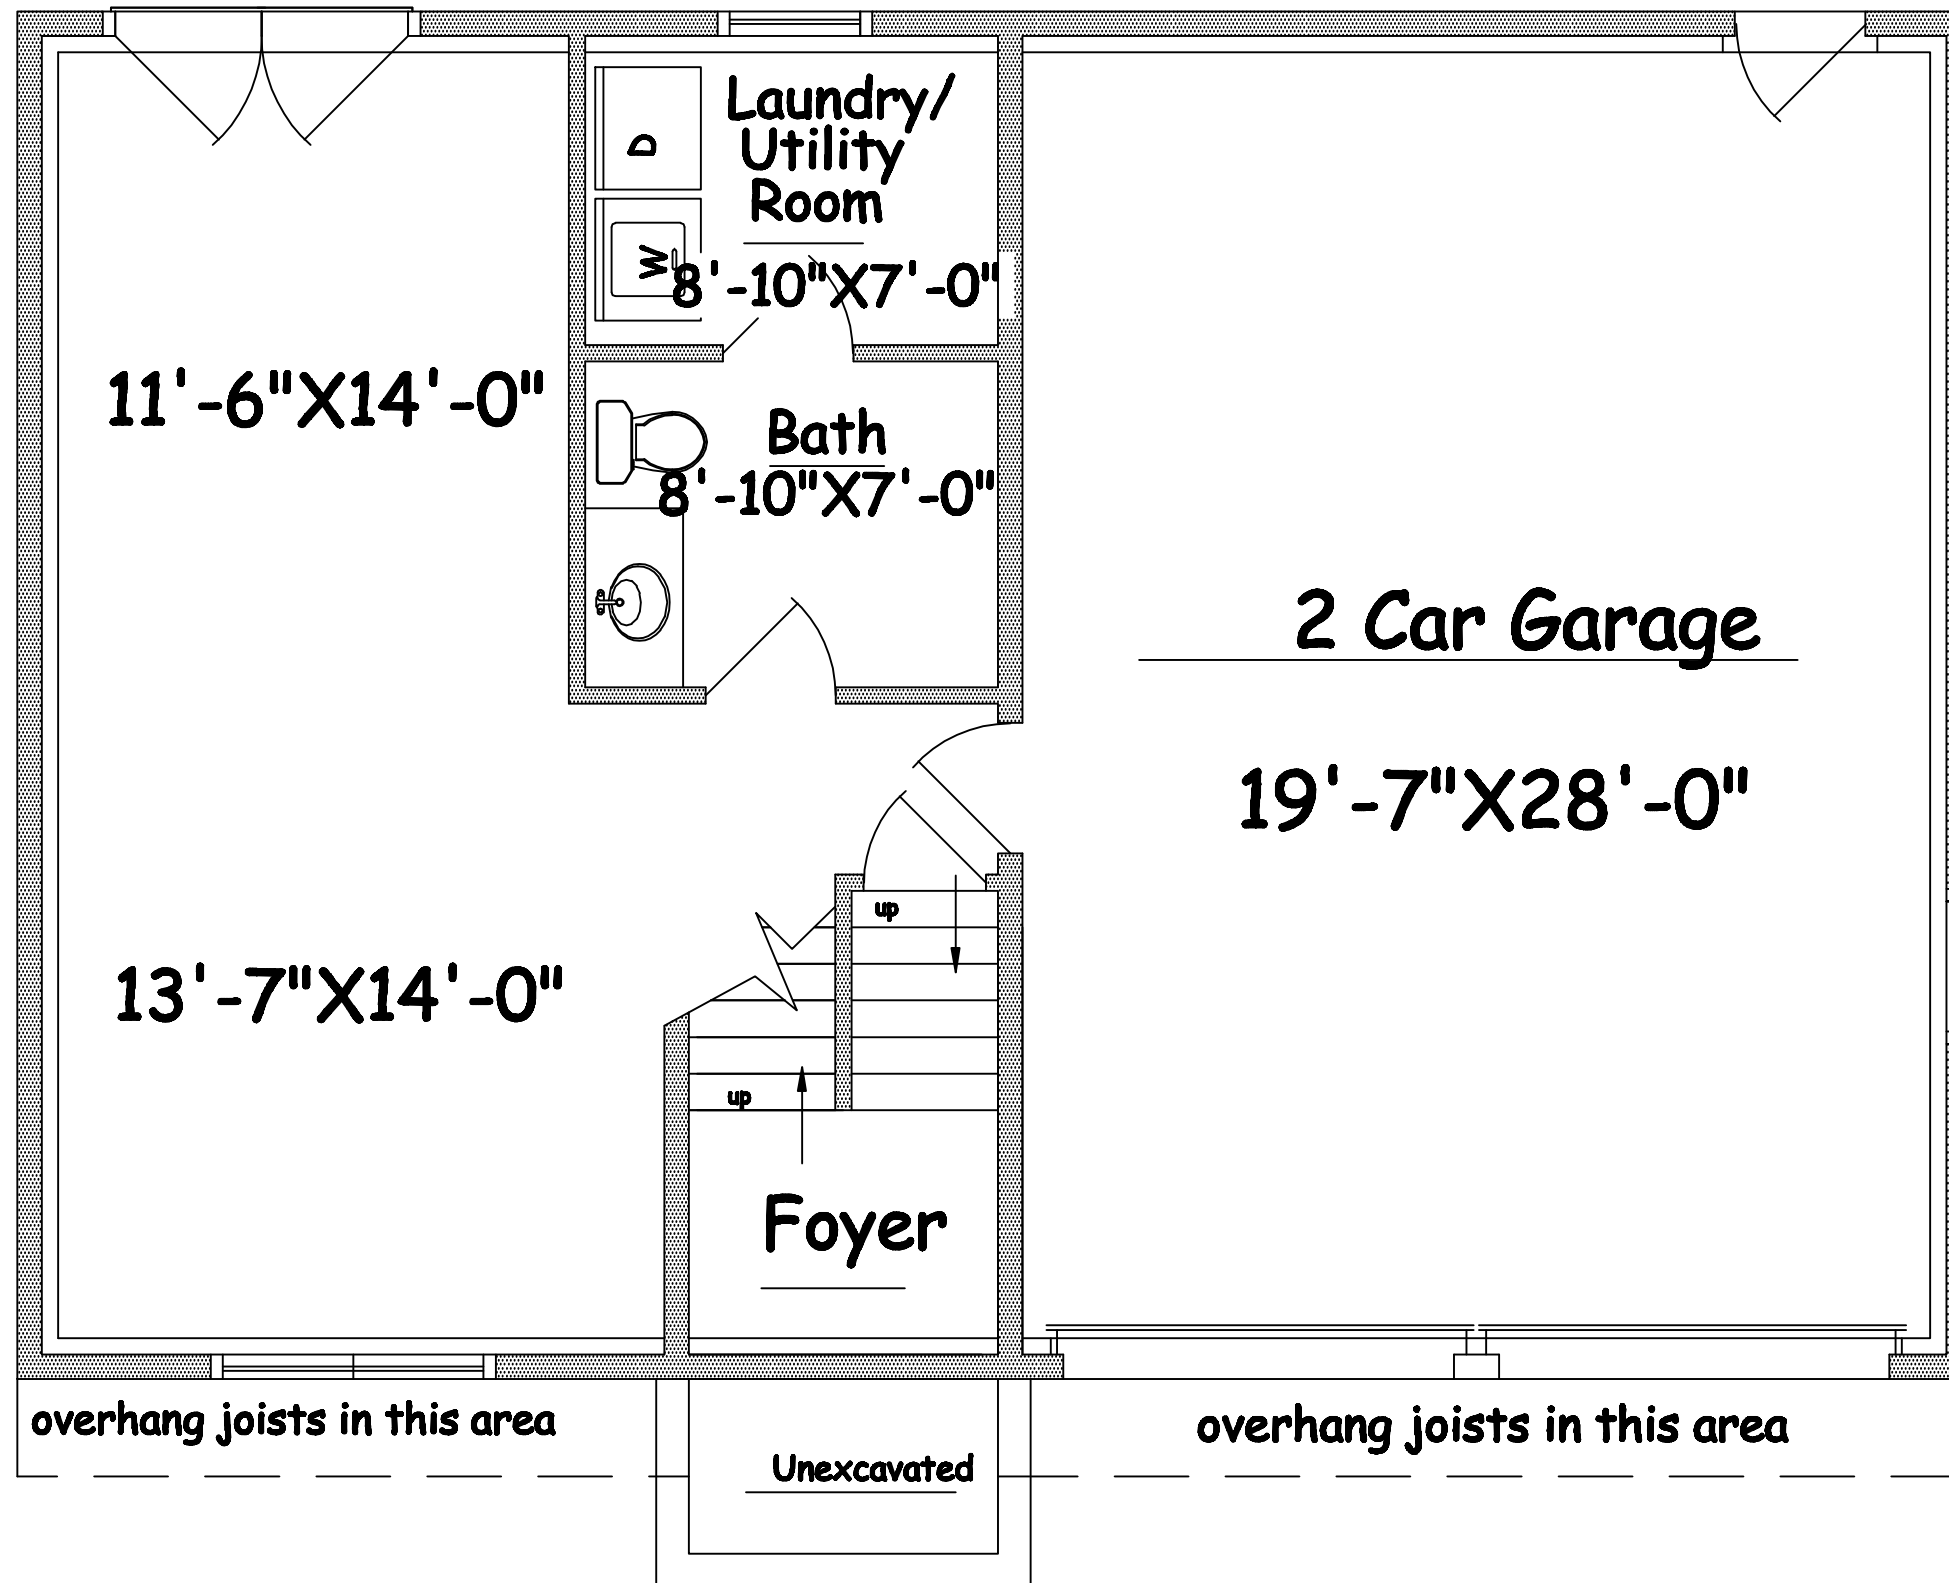 Laundry/
Utility
Room
D
W
8'-10"X7'-0"
11'-6"X14'-0"
Bath
8'-10"X7'-0"
2 Car Garage
19'-7"X28'-0"
up
13'-7"X14'-0"
up
Foyer
overhang joists in this area
overhang joists in this area
Unexcavated